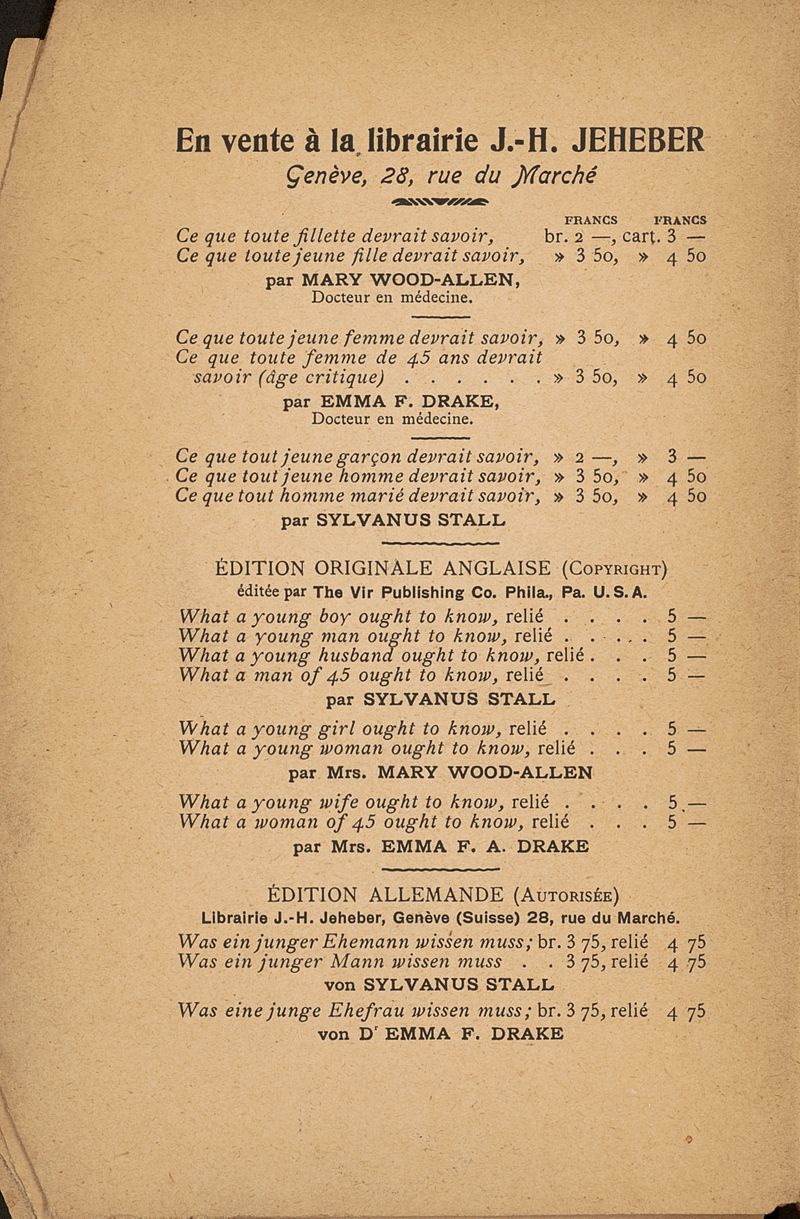 En vente à la librairie J.-H. JEHEBER
Genève, 28, rue du Marché
FRANCS FRANCS
Ce que toute fillette devrait savoir, br. 2 —, cart. 3 —
Ce que toute jeune fille devrait savoir, » 3 50, » 4 50
par MARY WOOD-ALLEN,
Docteur en médecine.
Ce que toute jeune femme devrait savoir, » 3 50, » 4 50
Ce que toute femme de 45 ans devrait
savoir (âge critique) . . . . . . » 3 50, » 4 50
par EMMA F. DRAKE,
Docteur en médecine.
Ce que tout jeune garçon devrait savoir, » 2 —, » 3 —
Ce que tout jeune homme devrait savoir, » 3 50, » 4 50
Ce que tout homme marié devrait savoir, » 3 50, » 4 50
par SYLVANUS STALL
ÉDITION ORIGINALE ANGLAISE (COPYRIGHT)
éditée par The Vir Publishing Co. Phila., Pa. U.S.A.
What a young boy ought to know, relié . . . . 5 —
What a young man ought to know, relié . . . . 5 —
What a young husband ought to know, relié . . . 5 —
What a man of 45 ought to know, relié . . . . 5 —
par SYLVANUS STALL
What a young girl ought to know, relié . . . . 5 —
What a young woman ought to know, relié . . . 5 —
par Mrs. MARY WOOD-ALLEN
What a young wife ought to know, relié . . . . 5 —
What a woman of 45 ought to know, relié . . . 5 —
par Mrs. EMMA F. A. DRAKE
ÉDITION ALLEMANDE (AUTORISÉE)
Librairie J.-H. Jeheber, Genève (Suisse) 28, rue du Marché.
Was ein junger Ehemann wissen muss; br. 3 75, relié 4 75
Was ein junger Mann wissen muss . . 3 75, relié 4 75
von SYLVANUS STALL
Was eine junge Ehefrau wissen muss; br. 3 75, relié 4 75
von Dr EMMA F. DRAKE